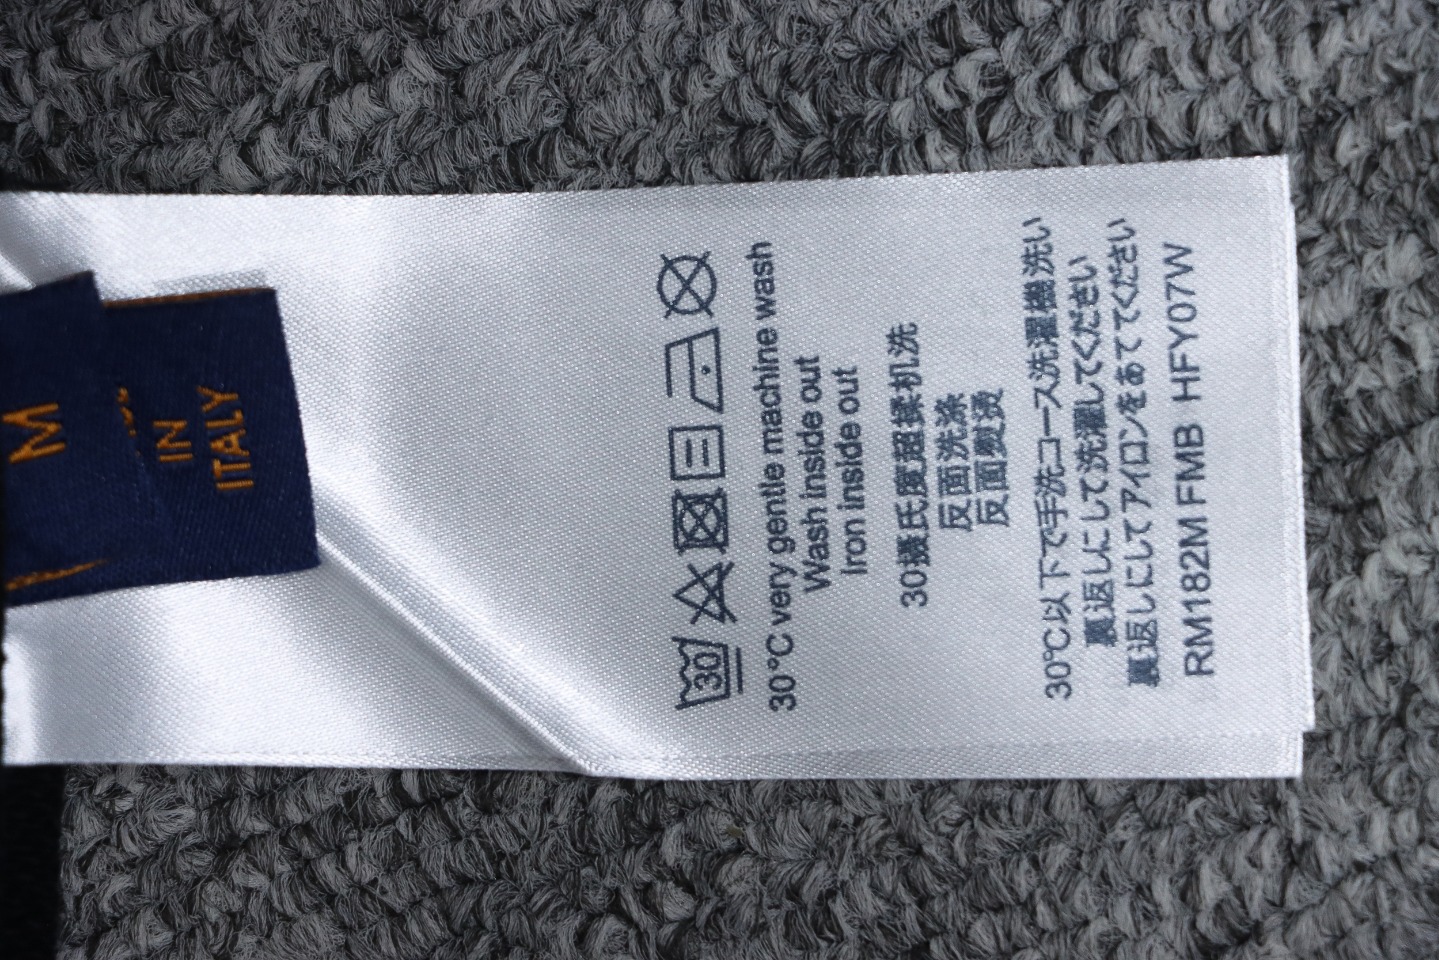 M
IN
ITALY
30
30°C very gentle machine wash
Wash inside out
Iron inside out
30摄氏度超揉机洗
反面洗涤
反面熨烫
30℃以下で手洗コース洗濯機洗い
裏返しにして洗濯してください
裏返しにしてアイロンをあててください
RM182M FMB HFY07W